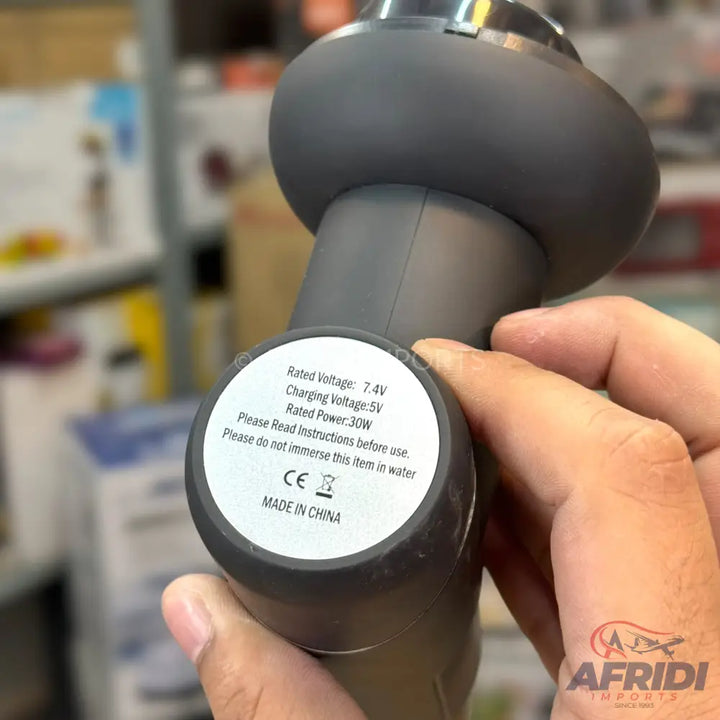 Rated Voltage: 7.4V
Charging Voltage:5V
Rated Power:30W
Please Read Instructions before use.
Please do not immerse this item in water
CE
MADE IN CHINA
AFRIDI
IMPORTS
SINCE 1993